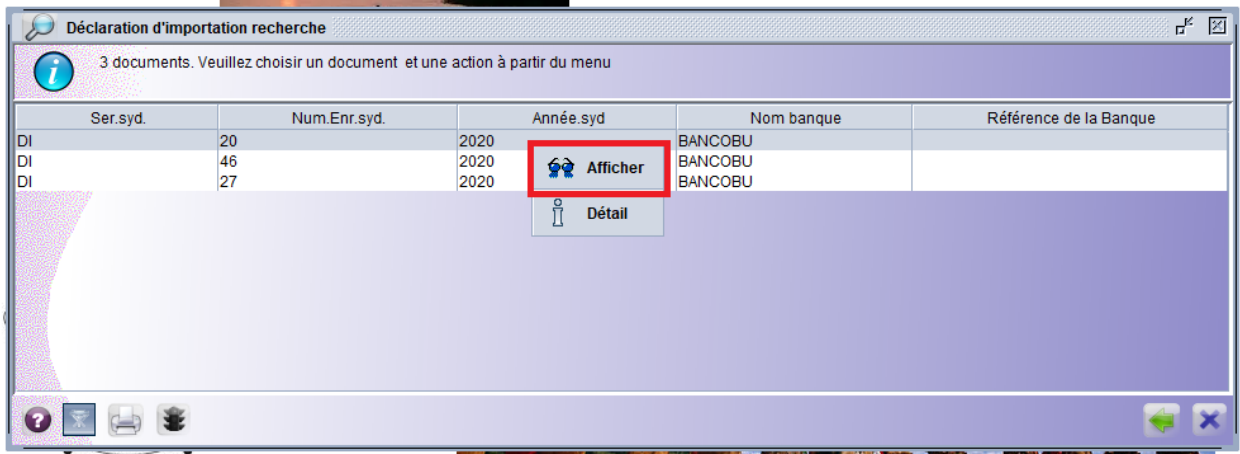 Déclaration d'importation recherche
3 documents. Veuillez choisir un document et une action à partir du menu
Ser.syd. Num.Enr.syd. Année.syd Nom banque Référence de la Banque
DI 20 2020 BANCOBU
DI 46 2020 BANCOBU
DI 27 2020 BANCOBU
Afficher
Détail